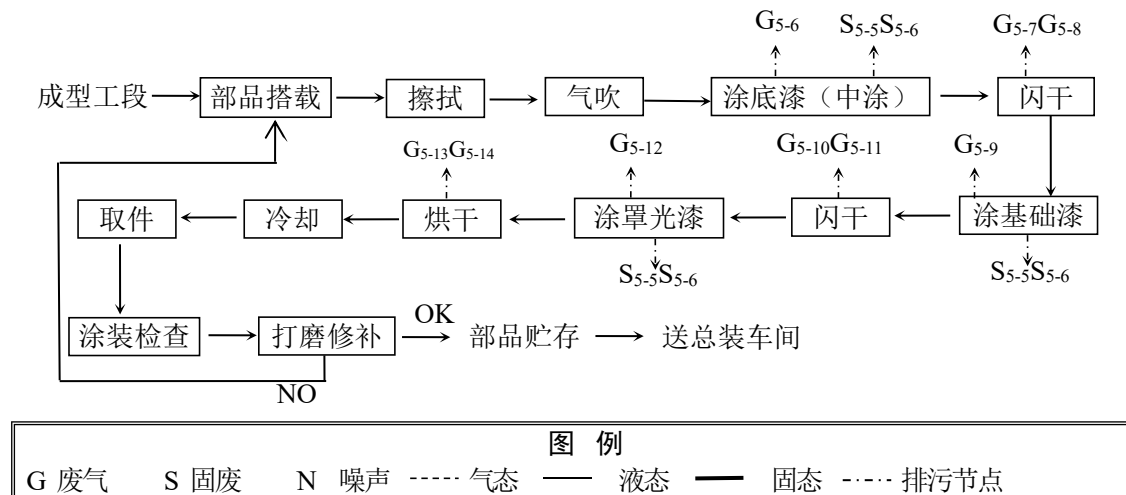 G5-6 S5-5S5-6 G5-7G5-8
成型工段 部品搭载 擦拭 气吹 涂底漆（中涂） 闪干
G5-13G5-14 G5-12 G5-10G5-11 G5-9
取件 冷却 烘干 涂罩光漆 闪干 涂基础漆
S5-5S5-6 S5-5S5-6
涂装检查 打磨修补 OK 部品贮存 送总装车间
NO
图 例
G 废气 S 固废 N 噪声 气态 液态 固态 排污节点